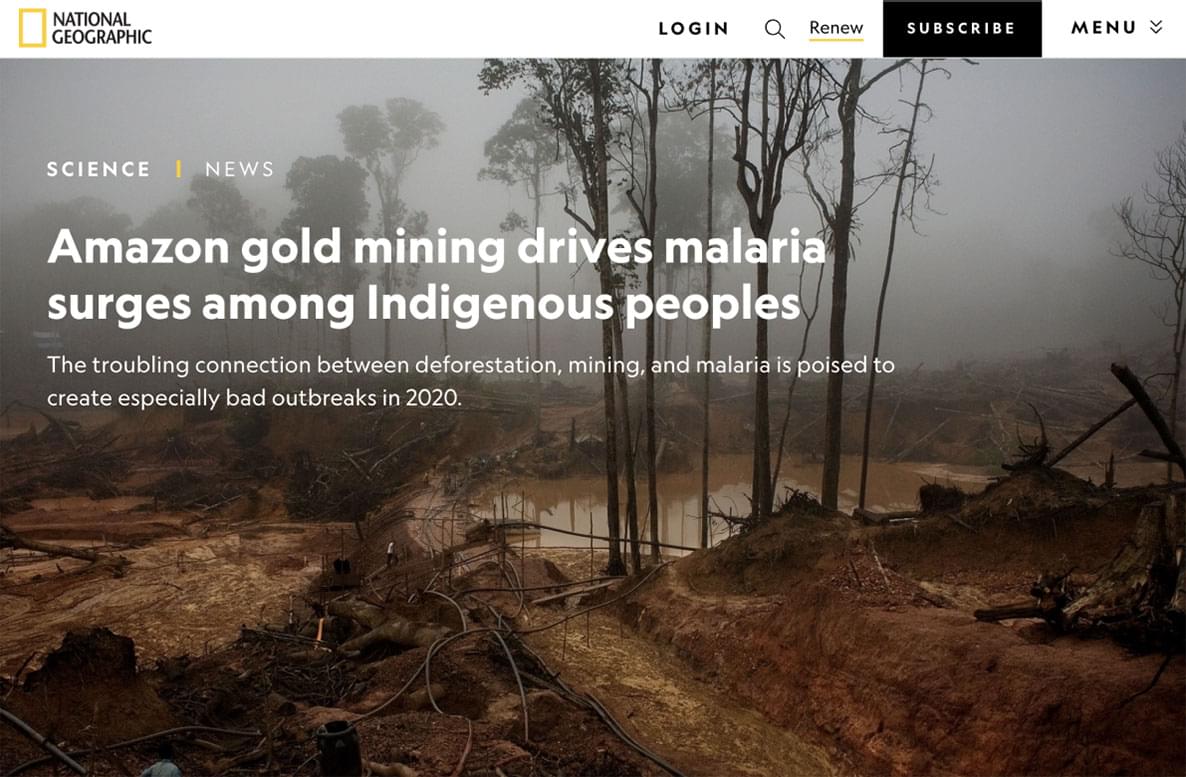 NATIONAL
GEOGRAPHIC
LOGIN
Renew
SUBSCRIBE
MENU
SCIENCE
NEWS
Amazon gold mining drives malaria
surges among Indigenous peoples
The troubling connection between deforestation, mining, and malaria is poised to
create especially bad outbreaks in 2020.